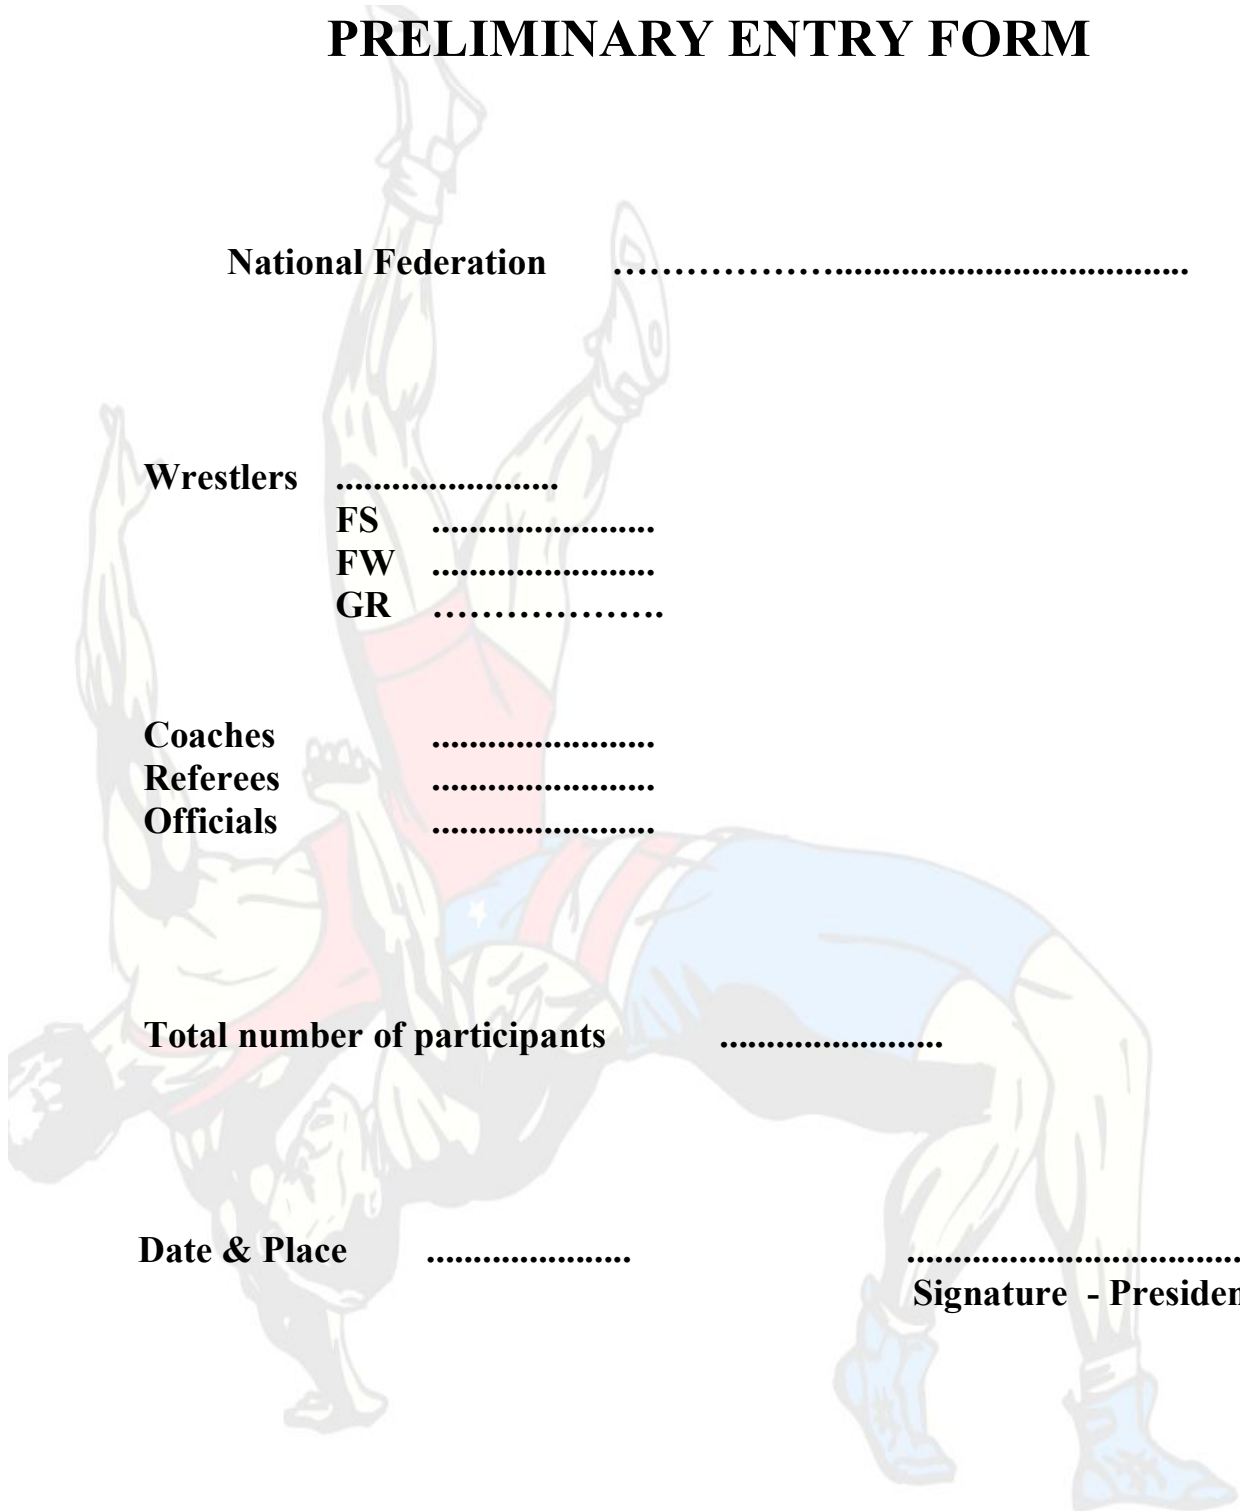 PRELIMINARY ENTRY FORM
National Federation ………………......................................
Wrestlers ........................
FS ........................
FW ........................
GR ……………….
Coaches ........................
Referees ........................
Officials ........................
Total number of participants ........................
Date & Place ...................... ....................................
Signature - Presiden